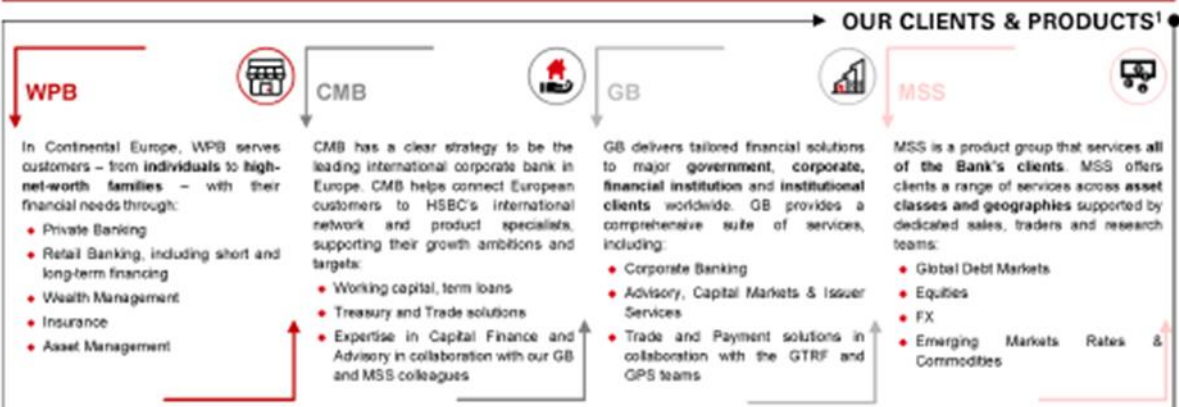 OUR CLIENTS & PRODUCTS¹
WPB
In Continental Europe, WPB serves
customers – from individuals to high-
net-worth families – with their
financial needs through:
Private Banking
Retail Banking, including short and
long-term financing
Wealth Management
Insurance
Asset Management
CMB
CMB has a clear strategy to be the
leading international corporate bank in
Europe. CMB helps connect European
customers to HSBC's international
network and product specialists,
supporting their growth ambitions and
targets:
Working capital, term loans
Treasury and Trade solutions
Expertise in Capital Finance and
Advisory in collaboration with our GB
and MSS colleagues
GB
GB delivers tailored financial solutions
to major government, corporate,
financial institution and institutional
clients worldwide. GB provides a
comprehensive suite of services,
including:
Corporate Banking
Advisory, Capital Markets & Issuer
Services
Trade and Payment solutions in
collaboration with the GTRF and
GPS teams
MSS
MSS is a product group that services all
of the Bank's clients. MSS offers
clients a range of services across asset
classes and geographies supported by
dedicated sales, traders and research
teams:
Global Debt Markets
Equities
FX
Emerging Markets Rates &
Commodities